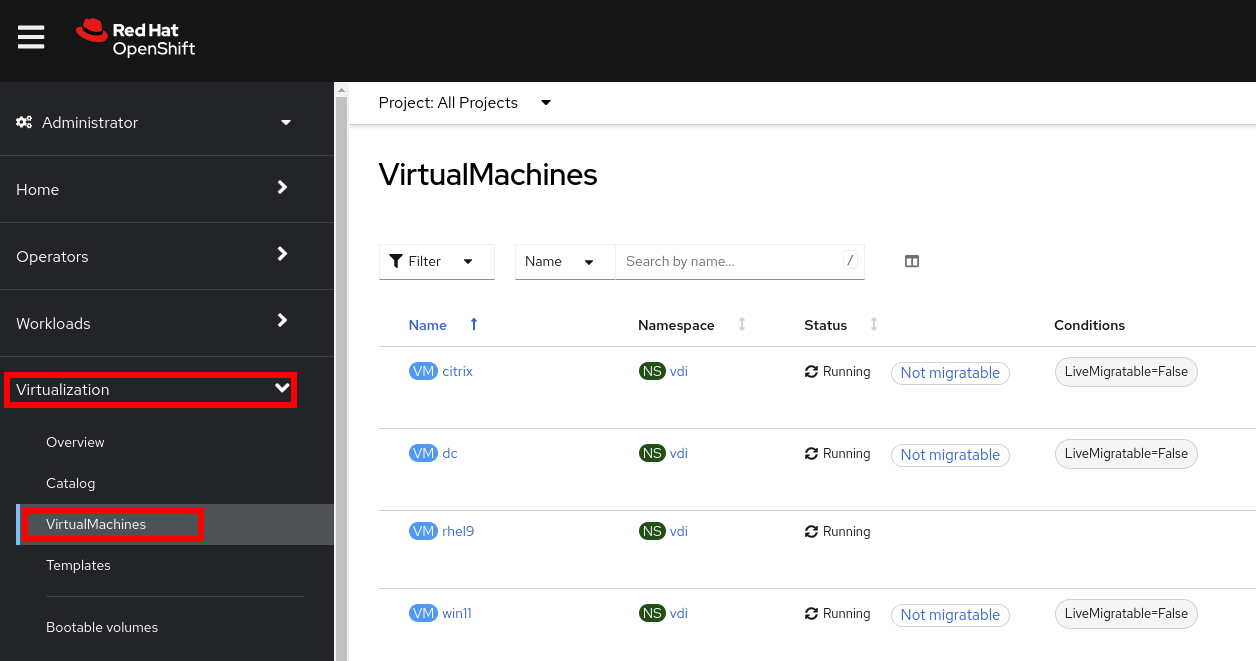 Red Hat
OpenShift
Administrator
Home
Operators
Workloads
Virtualization
Overview
Catalog
VirtualMachines
Templates
Bootable volumes
Project: All Projects
VirtualMachines
Filter Name Search by name... /
Name Namespace Status Conditions
VM citrix NS vdi Running Not migratable LiveMigratable=False
VM dc NS vdi Running Not migratable LiveMigratable=False
VM rhel9 NS vdi Running
VM win11 NS vdi Running Not migratable LiveMigratable=False